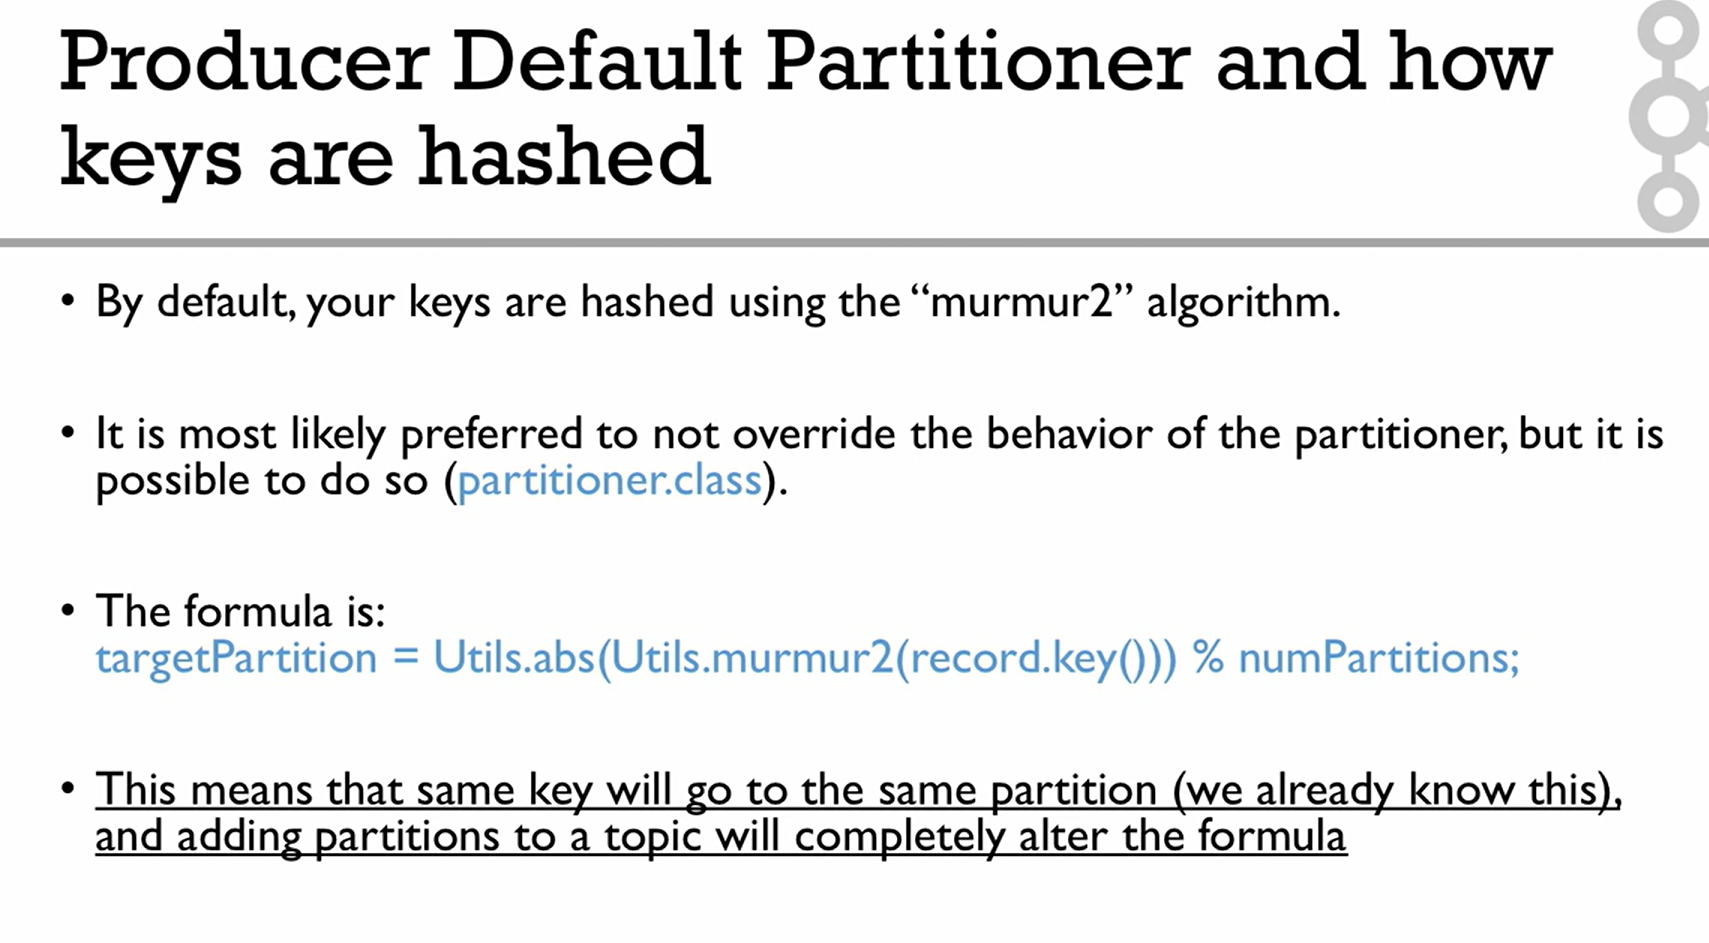 Producer Default Partitioner and how
keys are hashed
• By default, your keys are hashed using the “murmur2” algorithm.
• It is most likely preferred to not override the behavior of the partitioner, but it is
possible to do so (partitioner.class).
• The formula is:
targetPartition = Utils.abs(Utils.murmur2(record.key())) % numPartitions;
• This means that same key will go to the same partition (we already know this),
and adding partitions to a topic will completely alter the formula